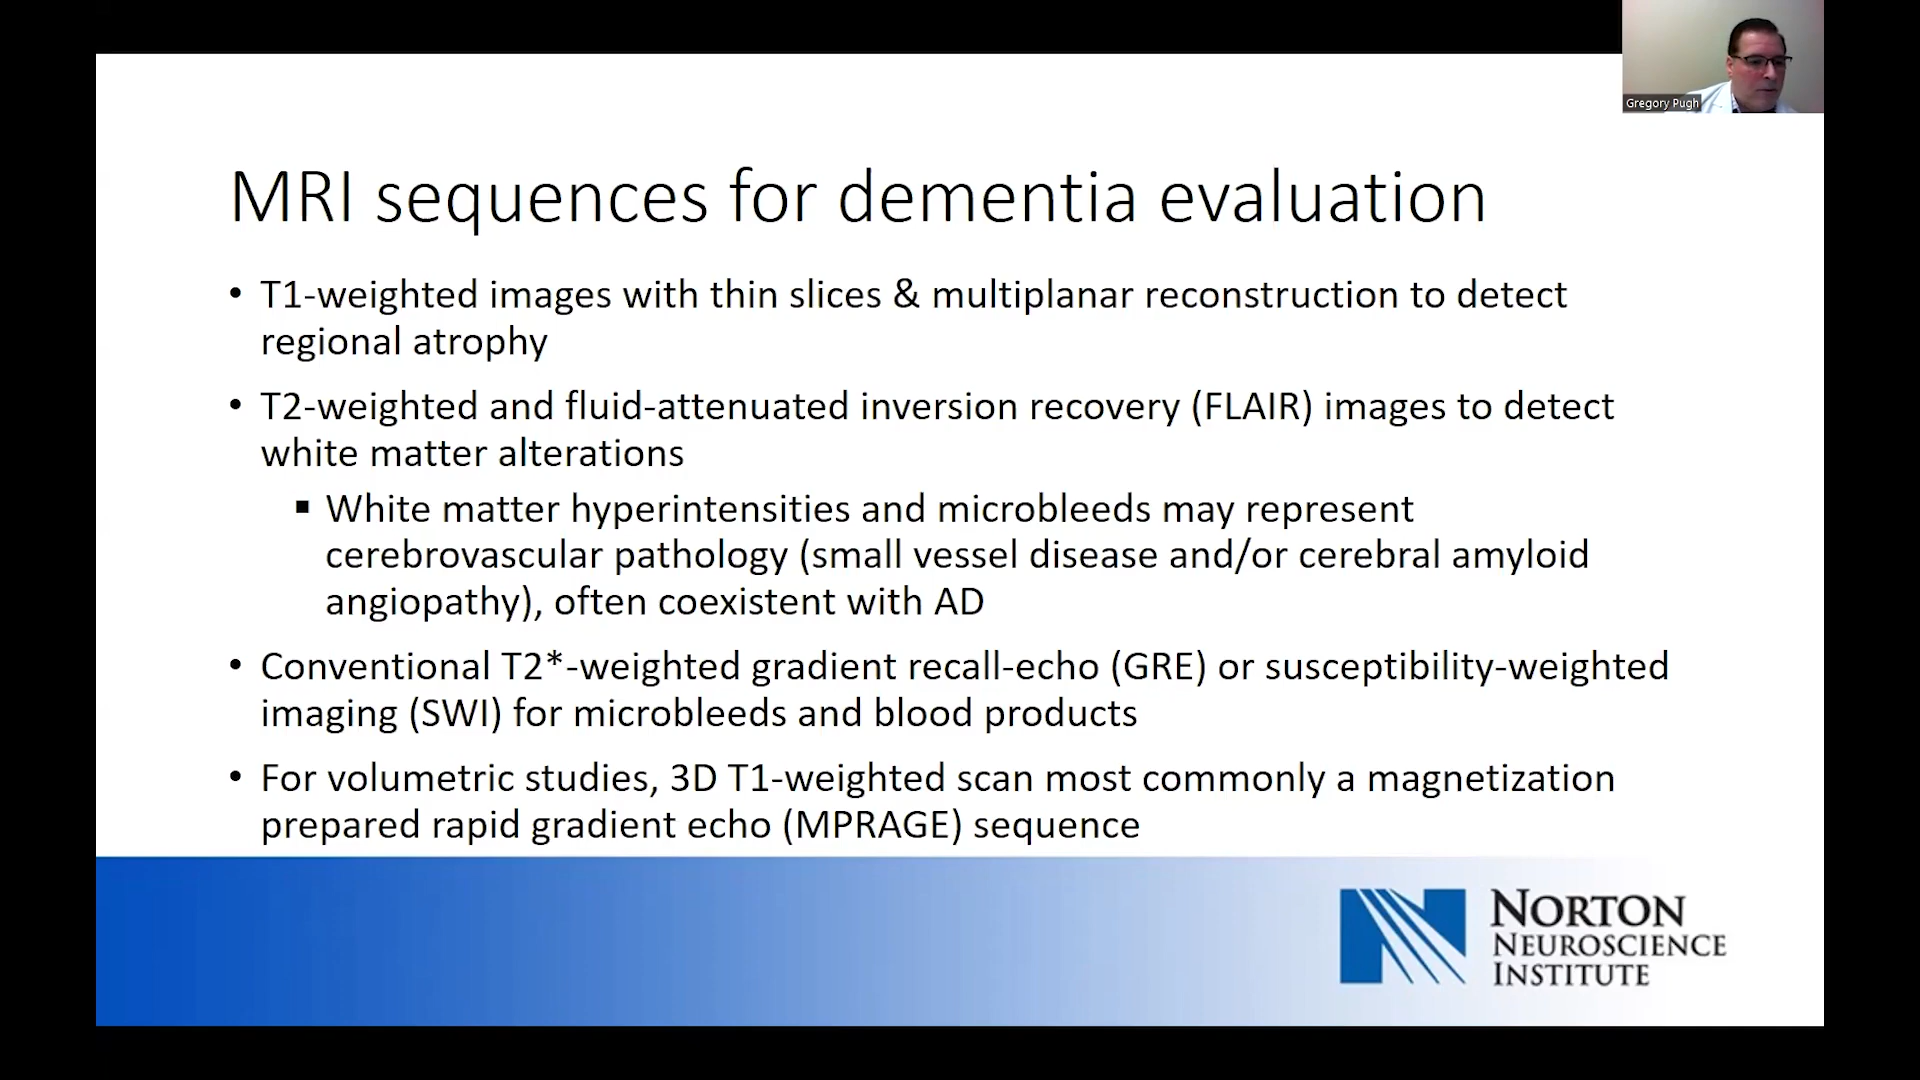 Gregory Pugh
MRI sequences for dementia evaluation
• T1-weighted images with thin slices & multiplanar reconstruction to detect
regional atrophy
• T2-weighted and fluid-attenuated inversion recovery (FLAIR) images to detect
white matter alterations
▪ White matter hyperintensities and microbleeds may represent
cerebrovascular pathology (small vessel disease and/or cerebral amyloid
angiopathy), often coexistent with AD
• Conventional T2*-weighted gradient recall-echo (GRE) or susceptibility-weighted
imaging (SWI) for microbleeds and blood products
• For volumetric studies, 3D T1-weighted scan most commonly a magnetization
prepared rapid gradient echo (MPRAGE) sequence
NORTON
NEUROSCIENCE
INSTITUTE